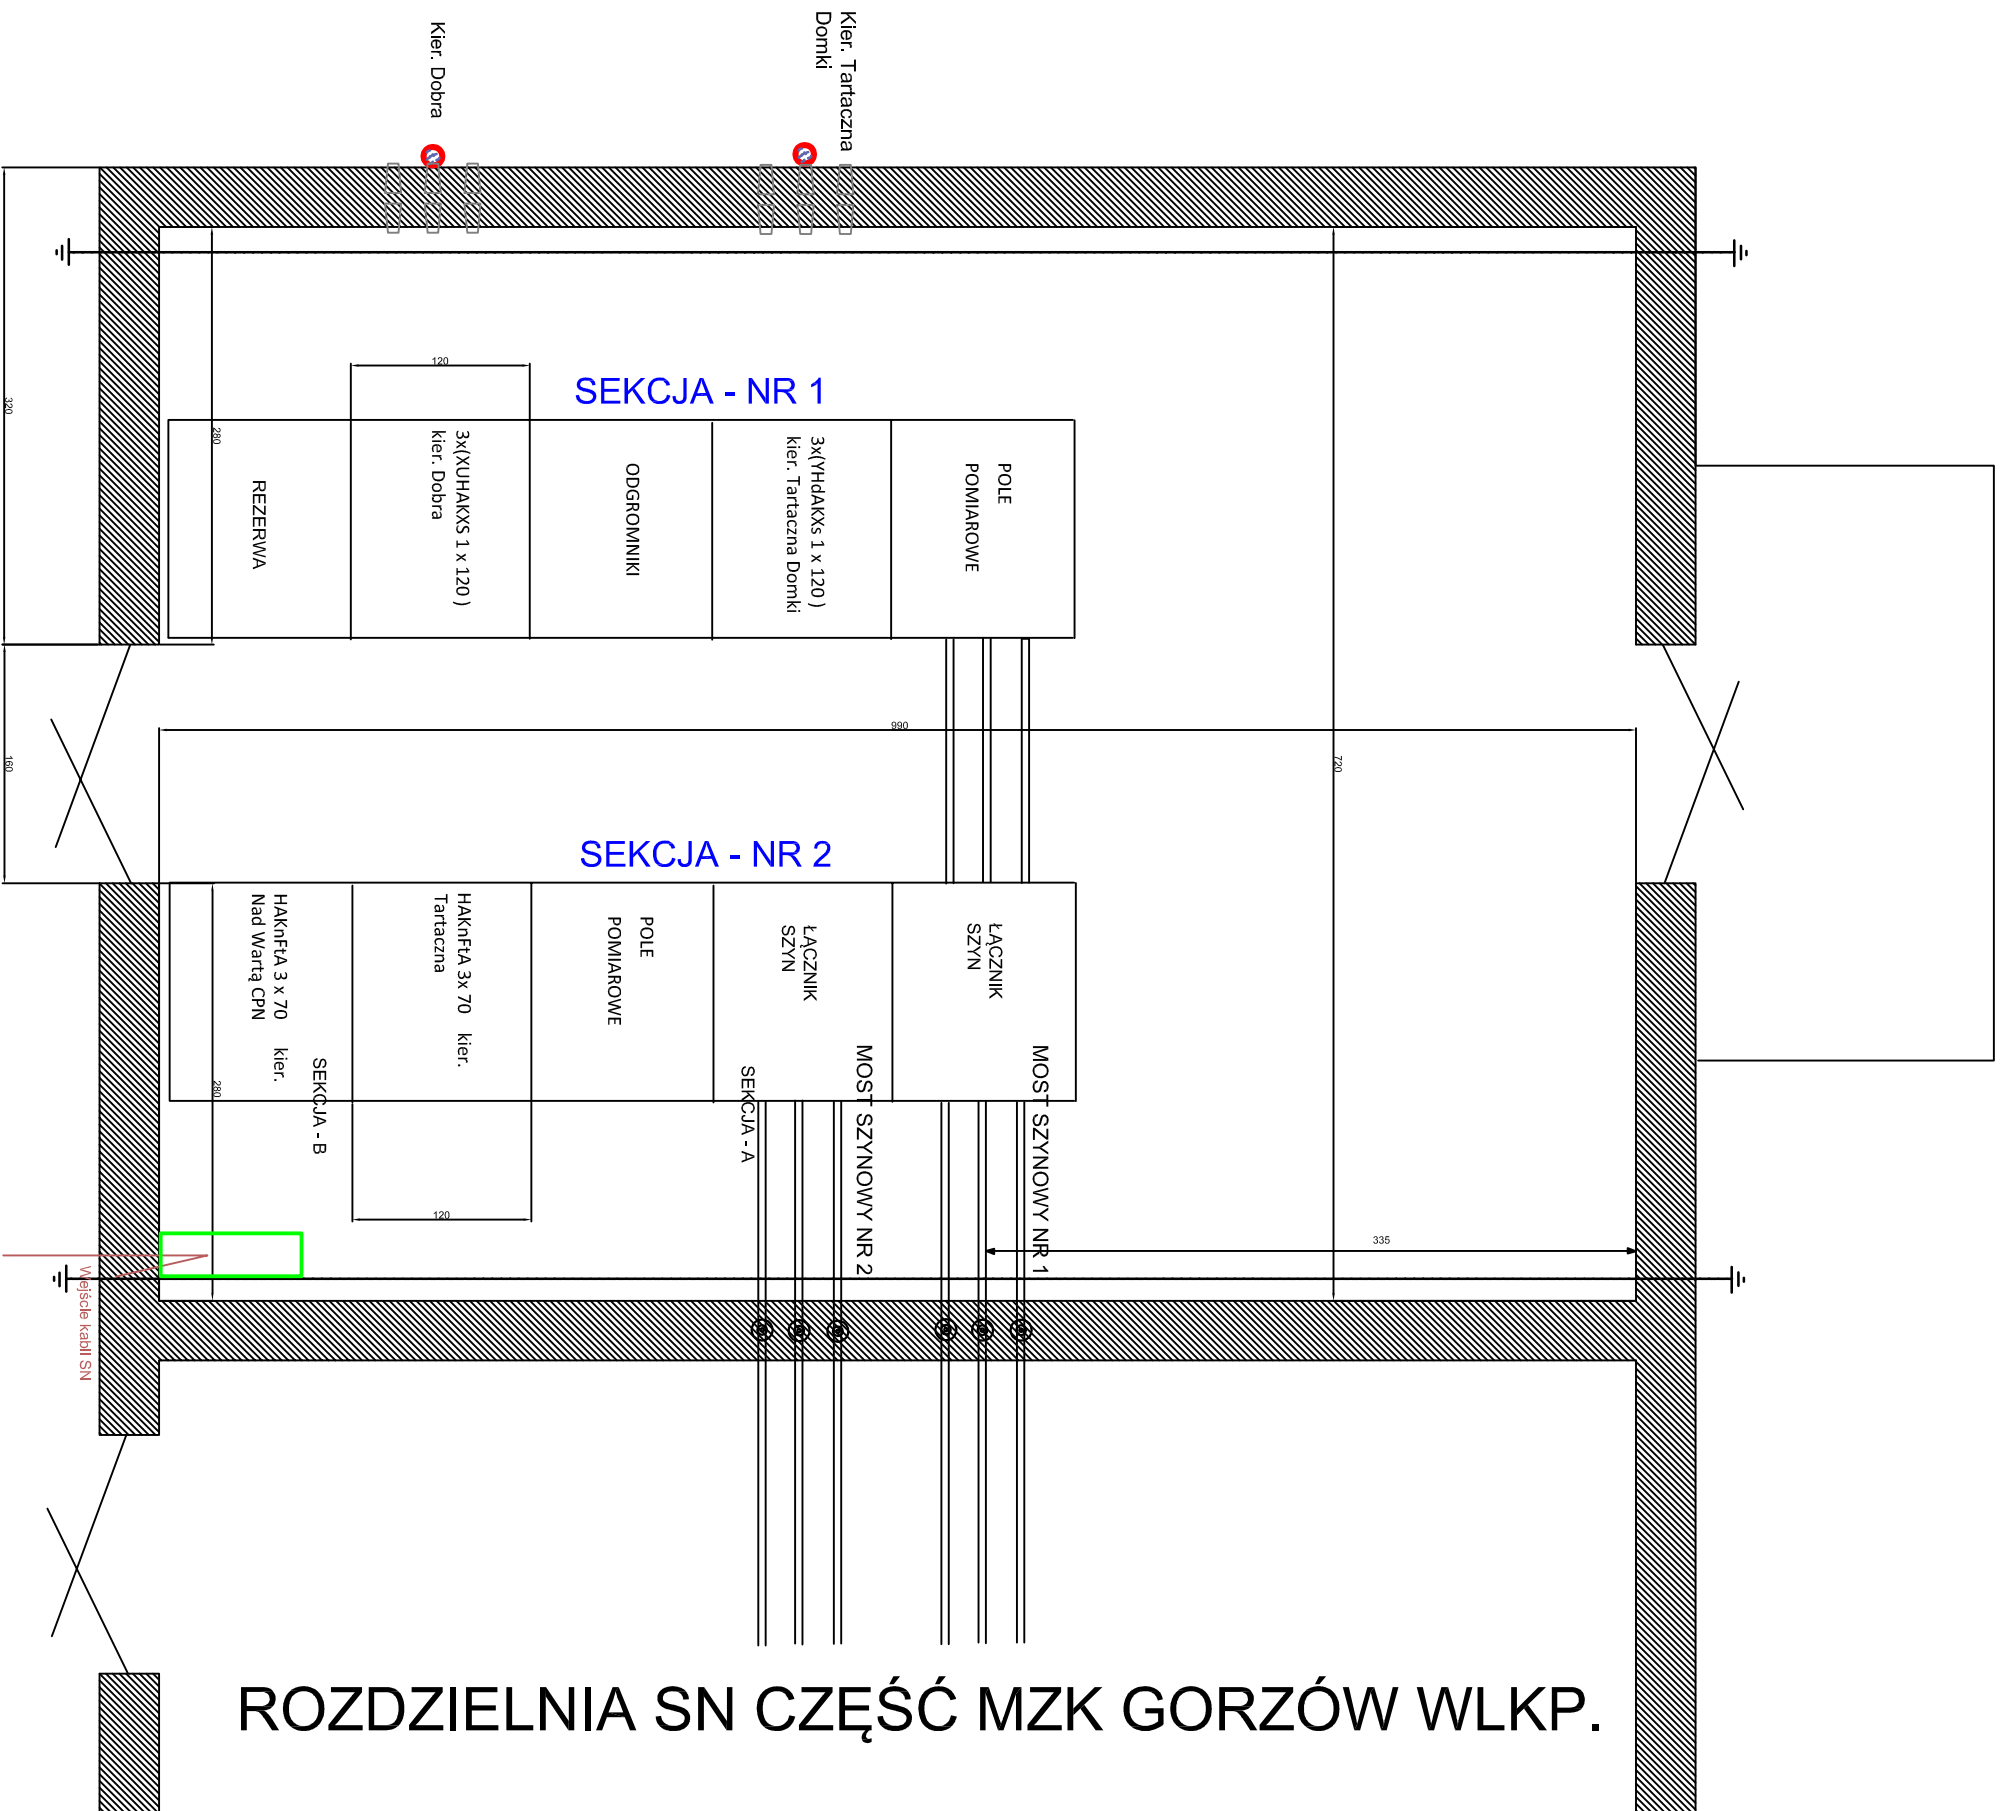 Kier. Dobra
Kier. Tartaczna
Domki
120
SEKCJA - NR 1
320
280
REZERWA
3x(XUHAKXS 1 x 120 )
kier. Dobra
ODGROMNIKI
3x(YHdAKXs 1 x 120 )
kier. Tartaczna Domki
POLE
POMIAROWE
990
720
160
SEKCJA - NR 2
HAKnFtA 3 x 70 kier.
Nad Wartą CPN
HAKnFtA 3x 70 kier.
Tartaczna
POLE
POMIAROWE
ŁĄCZNIK
SZYN
ŁĄCZNIK
SZYN
280
SEKCJA - B
SEKCJA - A
MOST SZYNOWY NR 2
MOST SZYNOWY NR 1
120
335
Wejście kabli SN
ROZDZIELNIA SN CZĘŚĆ MZK GORZÓW WLKP.